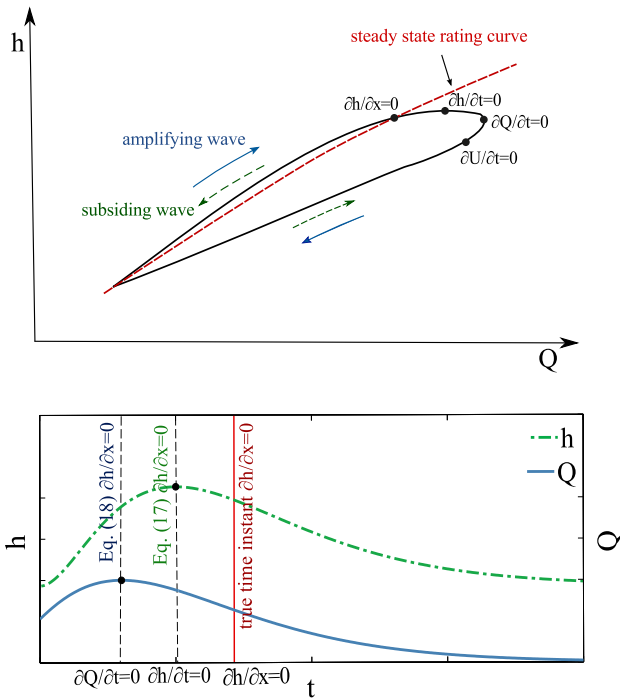 h
steady state rating curve
∂h/∂x=0
∂h/∂t=0
∂Q/∂t=0
∂U/∂t=0
amplifying wave
subsiding wave
Q
Eq. (18) ∂h/∂x=0
Eq. (17) ∂h/∂x=0
true time instant ∂h/∂x=0
h
Q
h
Q
∂Q/∂t=0
∂h/∂t=0
∂h/∂x=0
t